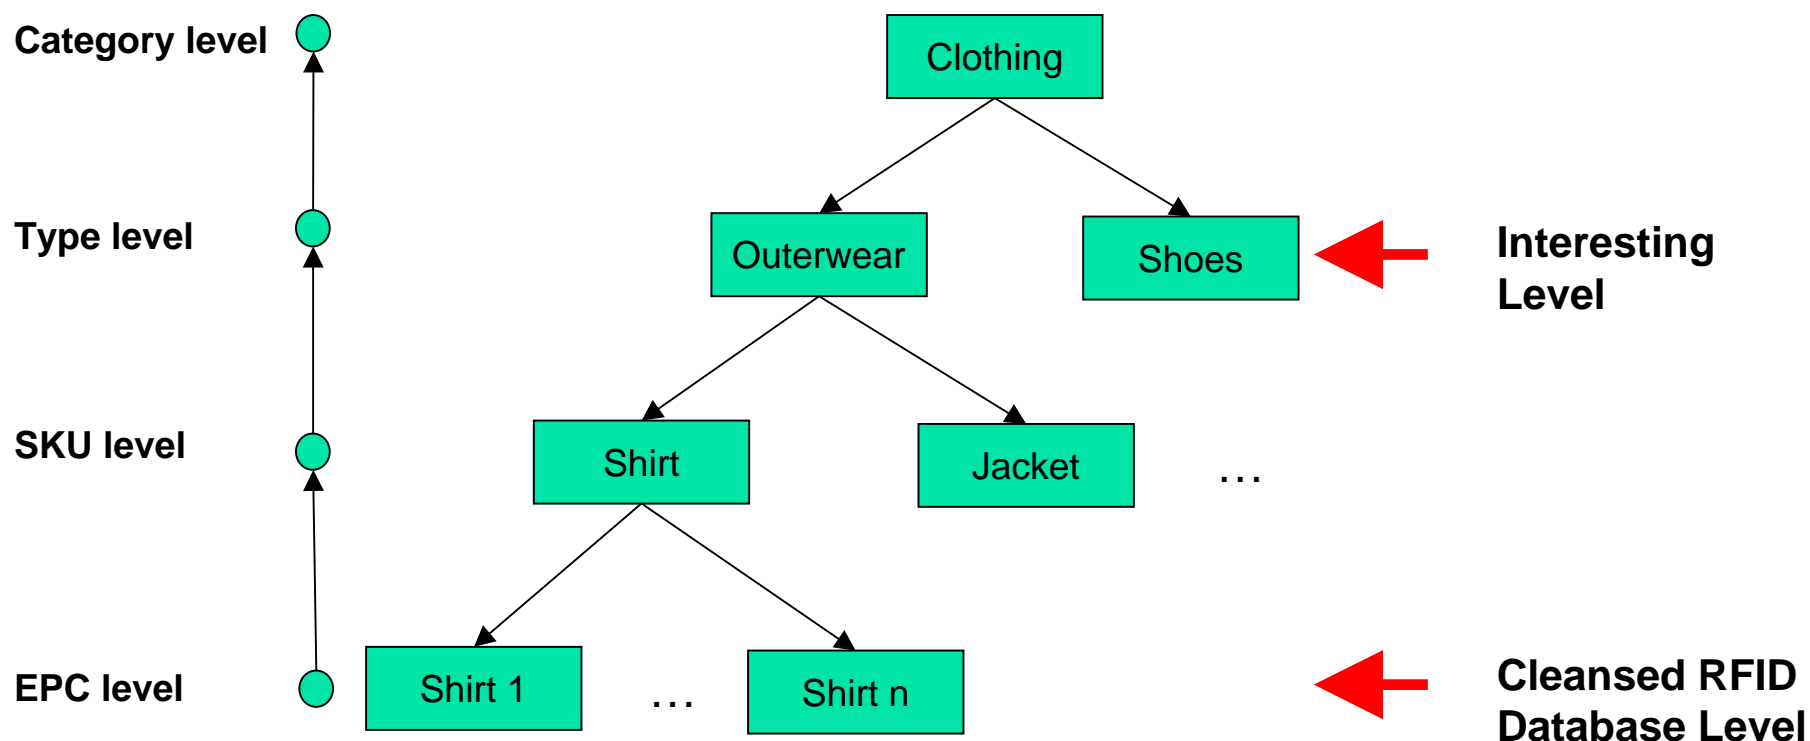 Category level
Clothing
Type level
Outerwear
Shoes
Interesting
Level
SKU level
Shirt
Jacket
…
EPC level
Shirt 1
…
Shirt n
Cleansed RFID
Database Level